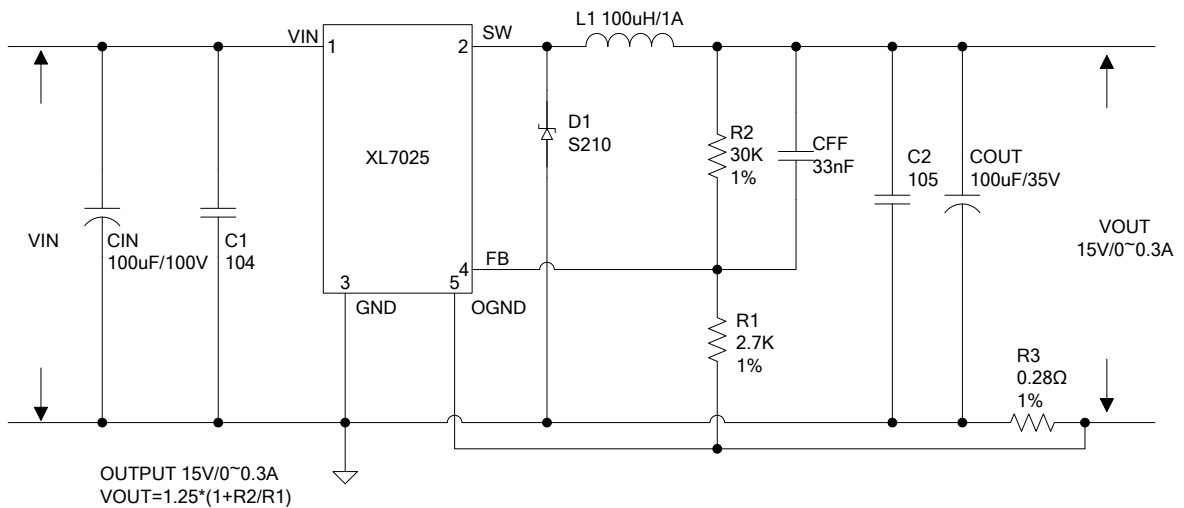 L1 100uH/1A
VIN
1
2
SW
XL7025
D1
S210
R2
30K
1%
CFF
33nF
C2
105
COUT
100uF/35V
VIN
CIN
100uF/100V
C1
104
VOUT
15V/0~0.3A
4
FB
3
5
GND
OGND
R1
2.7K
1%
R3
0.28Ω
1%
OUTPUT 15V/0~0.3A
VOUT=1.25*(1+R2/R1)